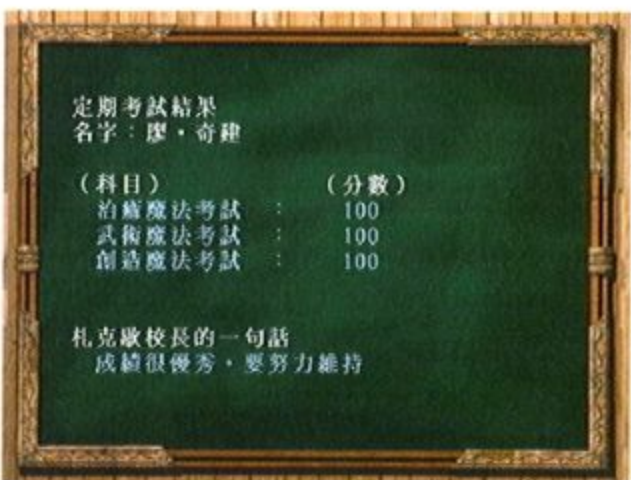 定期考試結果
名字：廖・奇建
（科目） （分數）
治癒魔法考試 ： 100
武術魔法考試 ： 100
創造魔法考試 ： 100
札克歇校長的一句話
成績很優秀・要努力維持